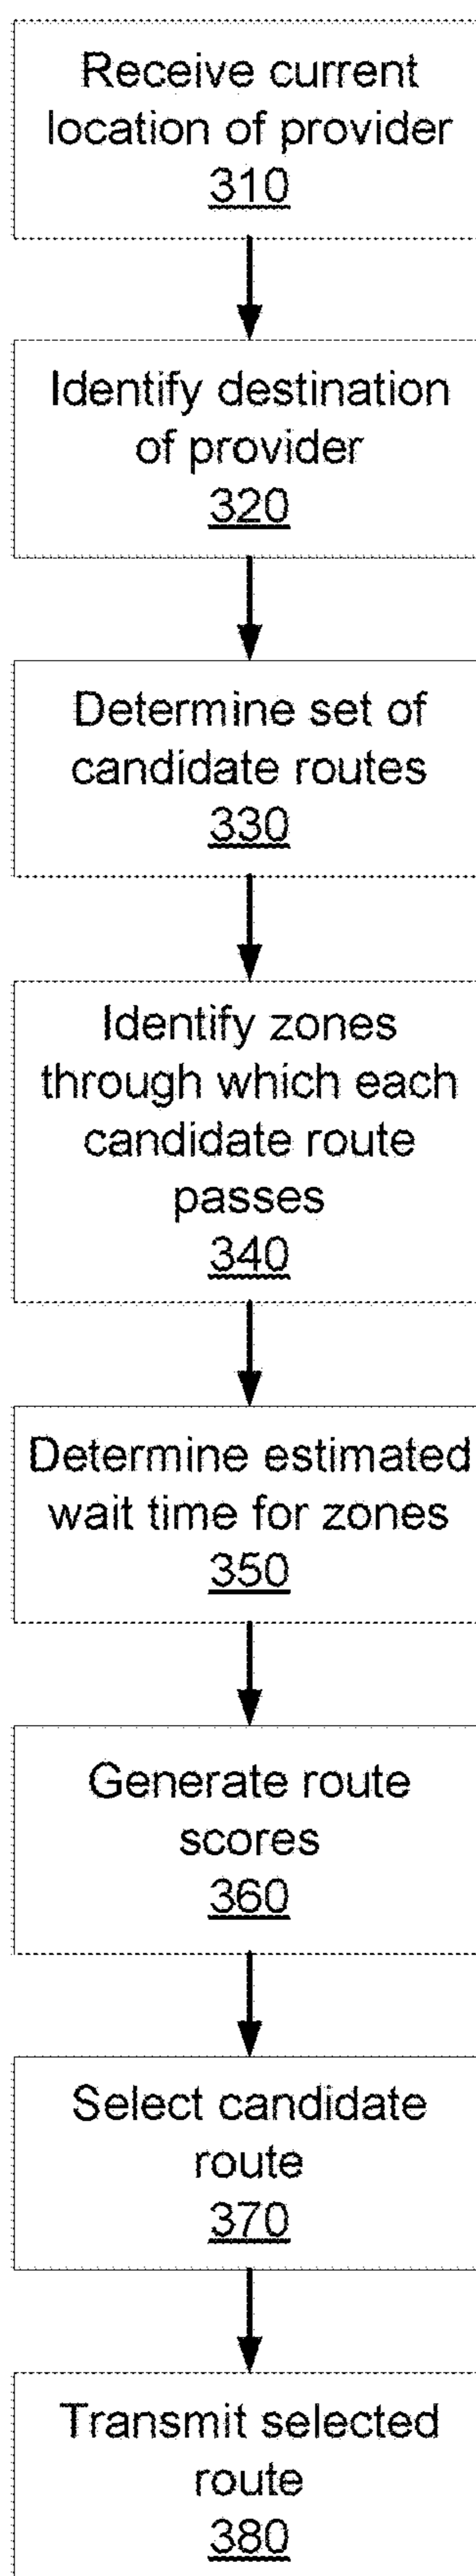 Receive current
location of provider
310
Identify destination
of provider
320
Determine set of
candidate routes
330
Identify zones
through which each
candidate route
passes
340
Determine estimated
wait time for zones
350
Generate route
scores
360
Select candidate
route
370
Transmit selected
route
380